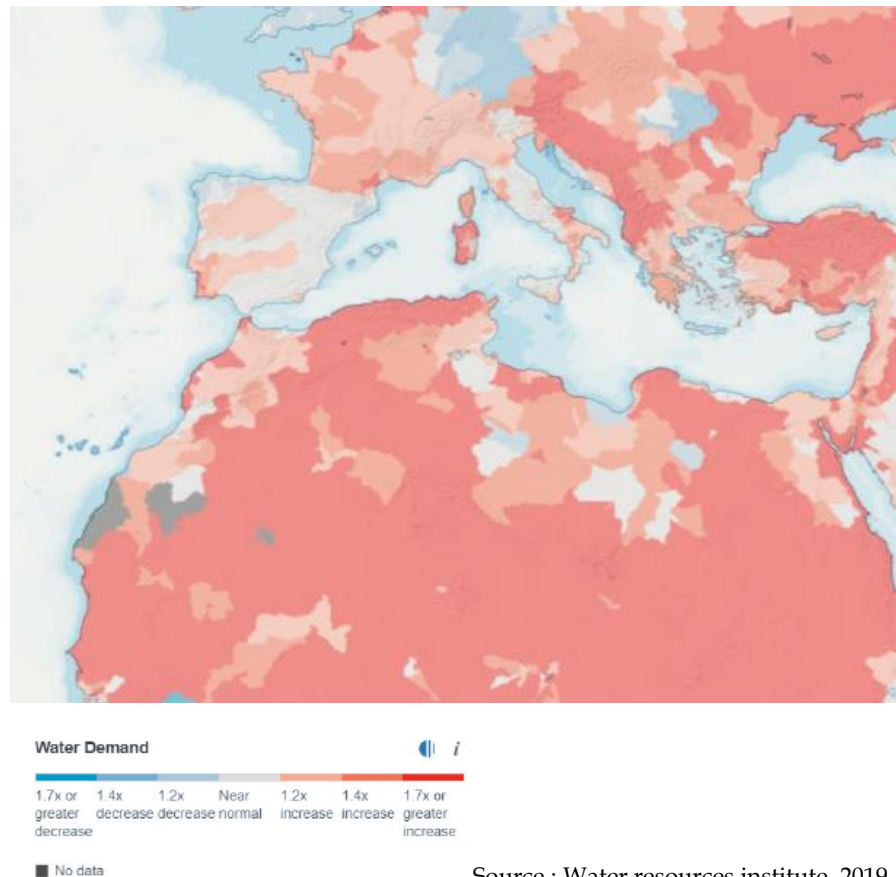 Water Demand i
1.7x or 1.4x 1.2x Near 1.2x 1.4x 1.7x or
greater decrease decrease normal increase increase greater
decrease increase
No data
Source : Water resources institute, 2019